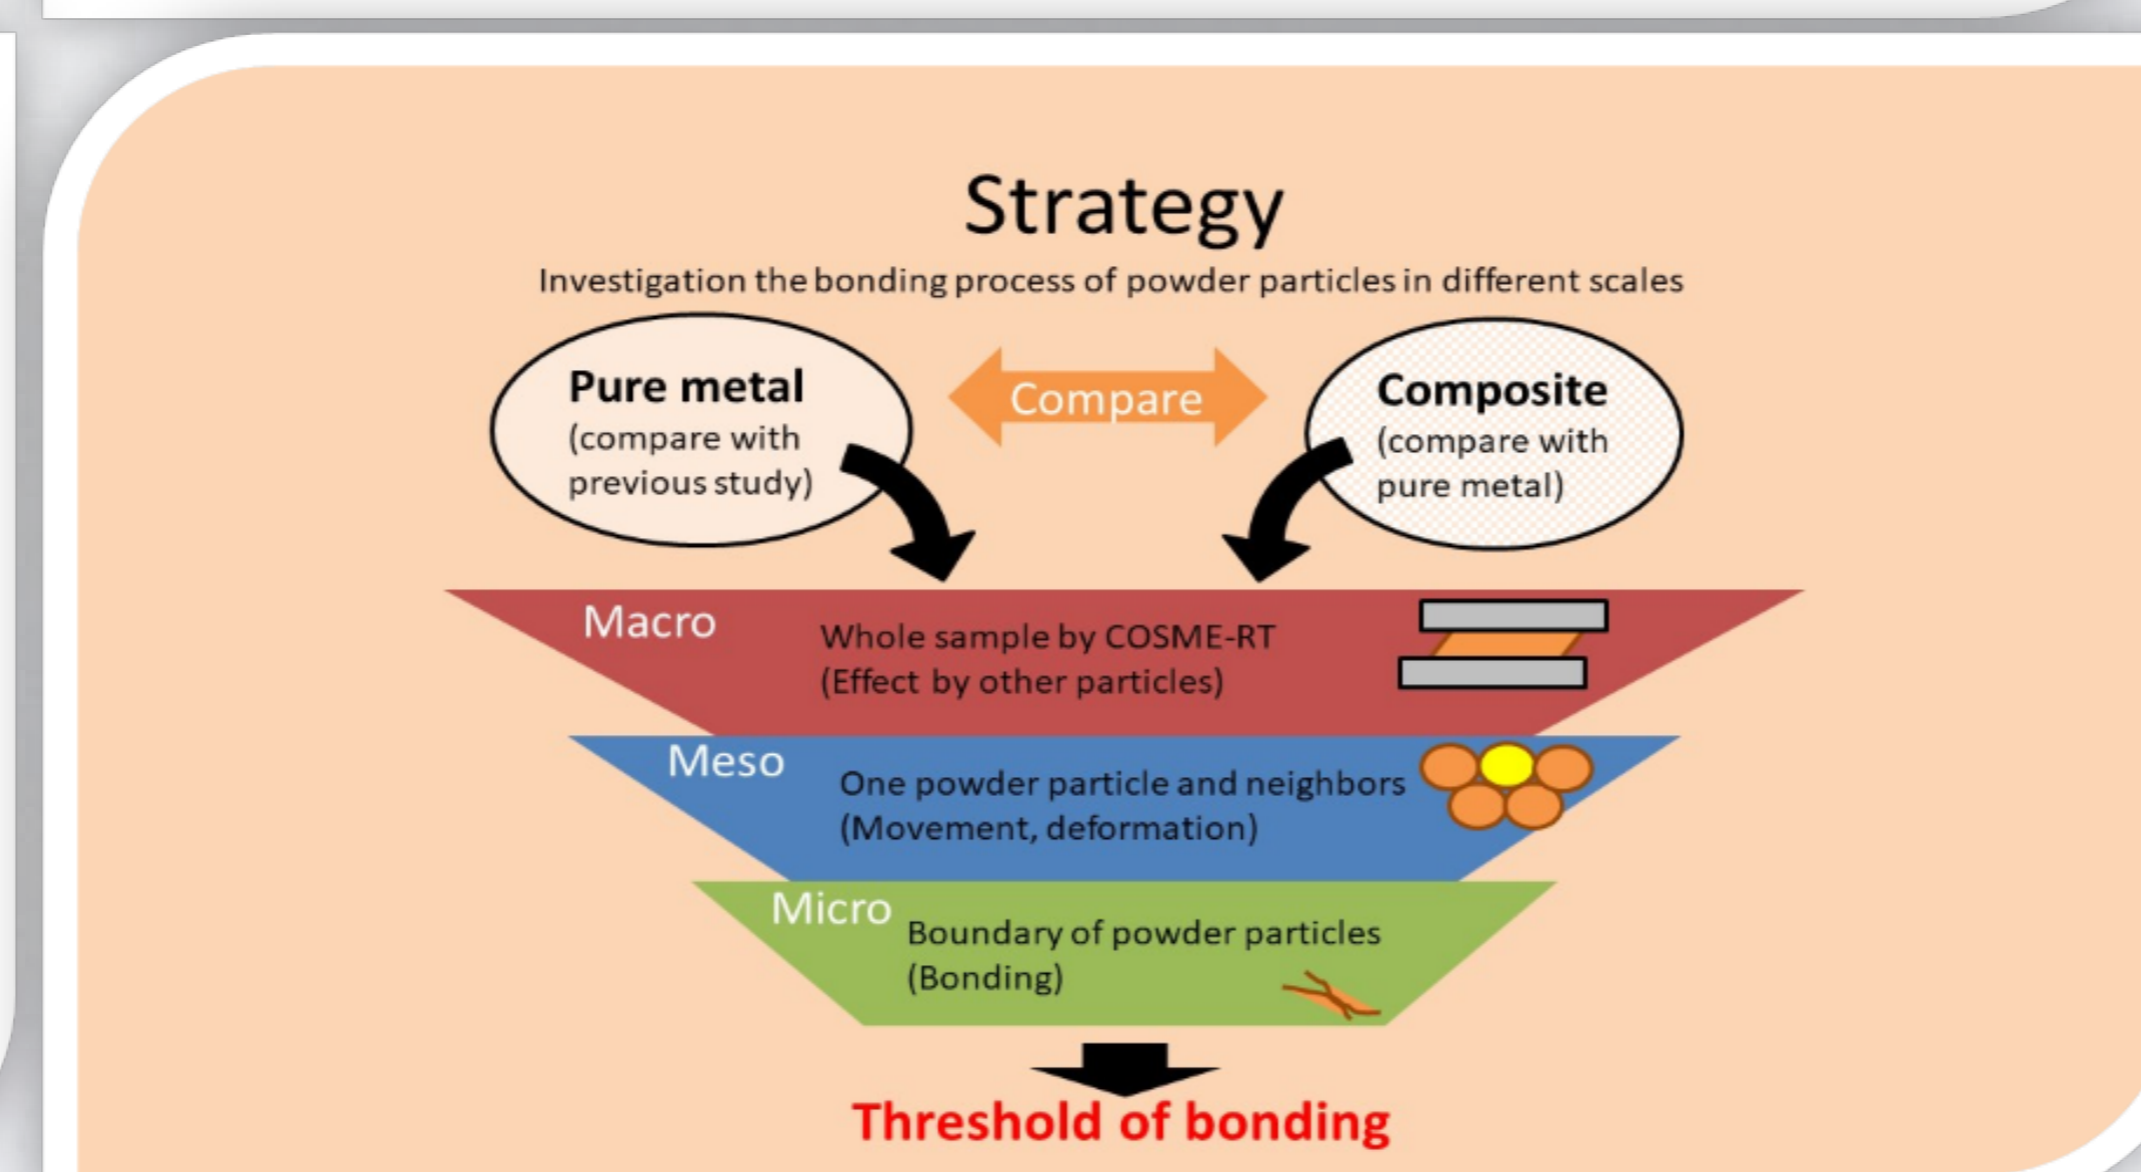 Strategy
Investigation the bonding process of powder particles in different scales
Pure metal
(compare with
previous study)
Compare
Composite
(compare with
pure metal)
Macro
Whole sample by COSME-RT
(Effect by other particles)
Meso
One powder particle and neighbors
(Movement, deformation)
Micro
Boundary of powder particles
(Bonding)
Threshold of bonding